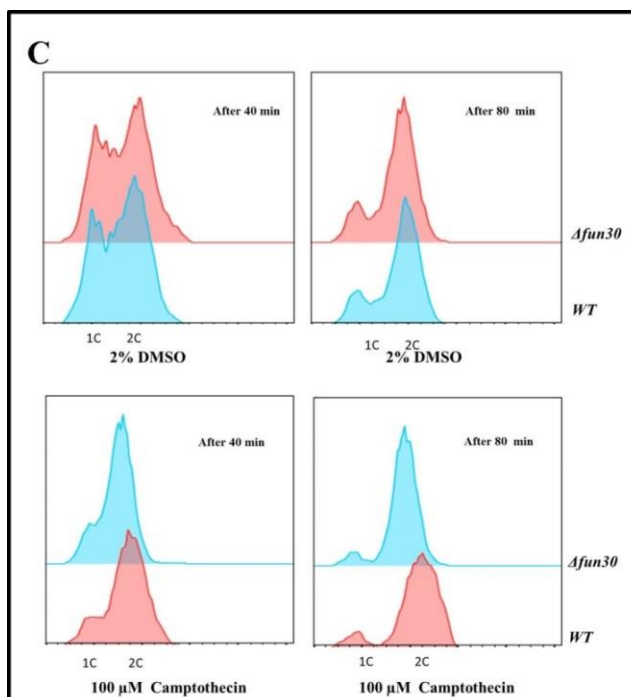 C
After 40 min
After 80 min
Δfun30
WT
1C 2C
1C 2C
2% DMSO
2% DMSO
After 40 min
After 80 min
Δfun30
WT
1C 2C
1C 2C
100 µM Camptothecin
100 µM Camptothecin